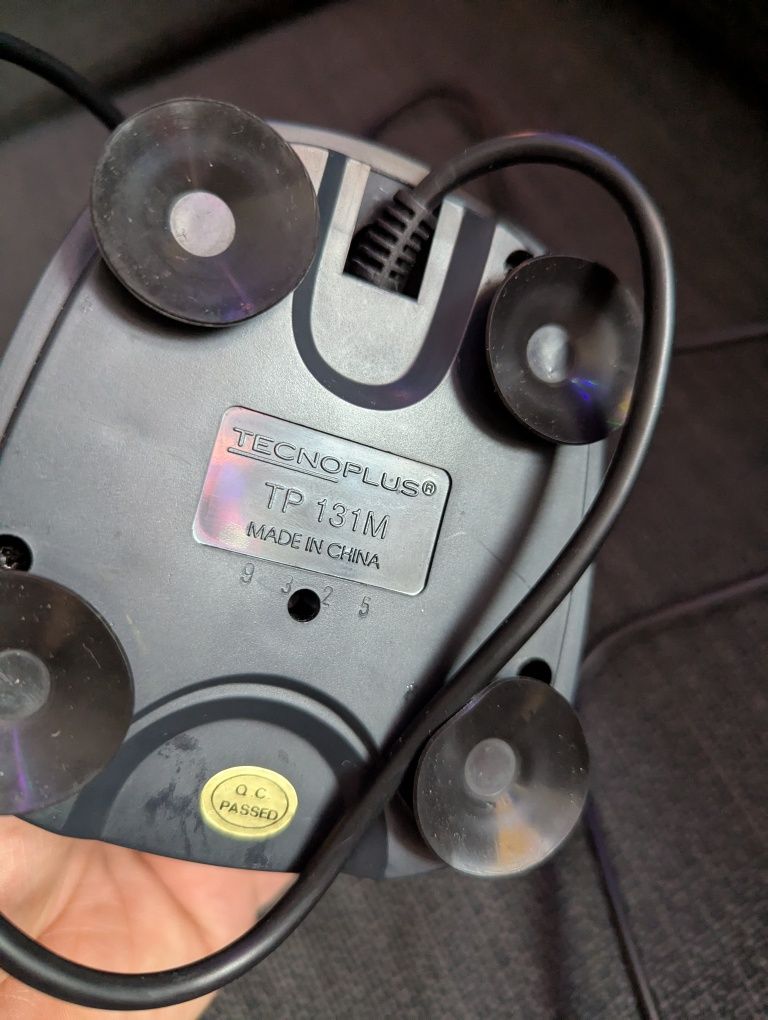 TECNOPLUS®
TP 131M
MADE IN CHINA
9 3 2 5
Q.C.
PASSED